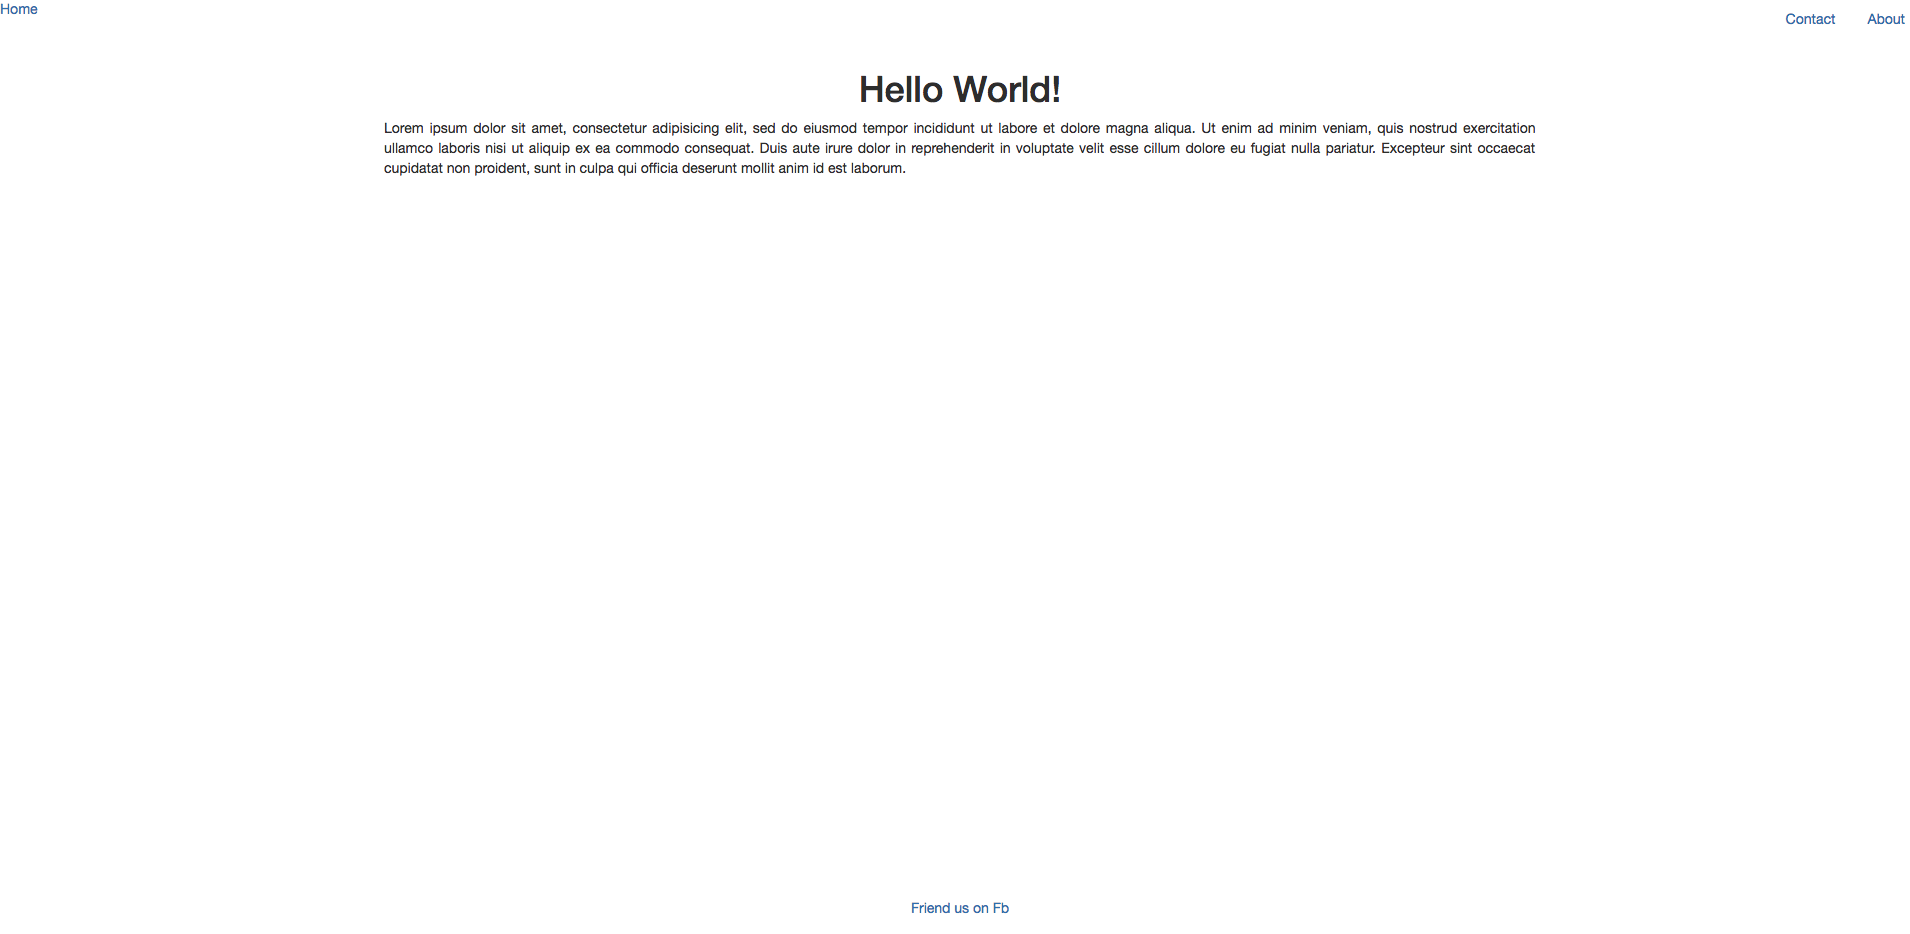 Home
Contact About
Hello World!
Lorem ipsum dolor sit amet, consectetur adipisicing elit, sed do eiusmod tempor incididunt ut labore et dolore magna aliqua. Ut enim ad minim veniam, quis nostrud exercitation
ullamco laboris nisi ut aliquip ex ea commodo consequat. Duis aute irure dolor in reprehenderit in voluptate velit esse cillum dolore eu fugiat nulla pariatur. Excepteur sint occaecat
cupidatat non proident, sunt in culpa qui officia deserunt mollit anim id est laborum.
Friend us on Fb